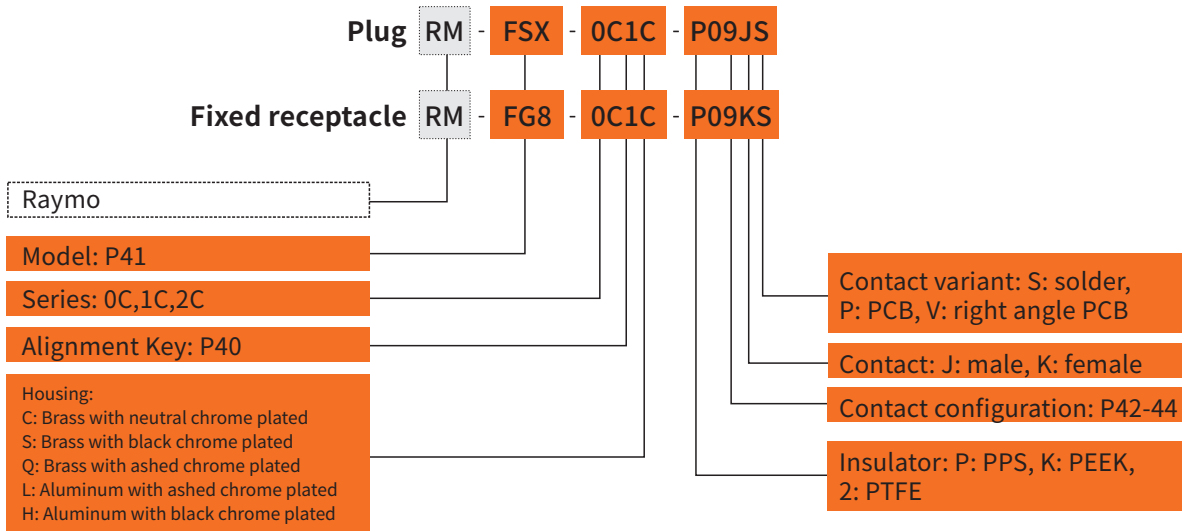 Plug RM - FSX - 0C1C - P09JS
Fixed receptacle RM - FG8 - 0C1C - P09KS
Raymo
Model: P41
Series: 0C,1C,2C
Alignment Key: P40
Housing:
C: Brass with neutral chrome plated
S: Brass with black chrome plated
Q: Brass with ashed chrome plated
L: Aluminum with ashed chrome plated
H: Aluminum with black chrome plated
Contact variant: S: solder,
P: PCB, V: right angle PCB
Contact: J: male, K: female
Contact configuration: P42-44
Insulator: P: PPS, K: PEEK,
2: PTFE